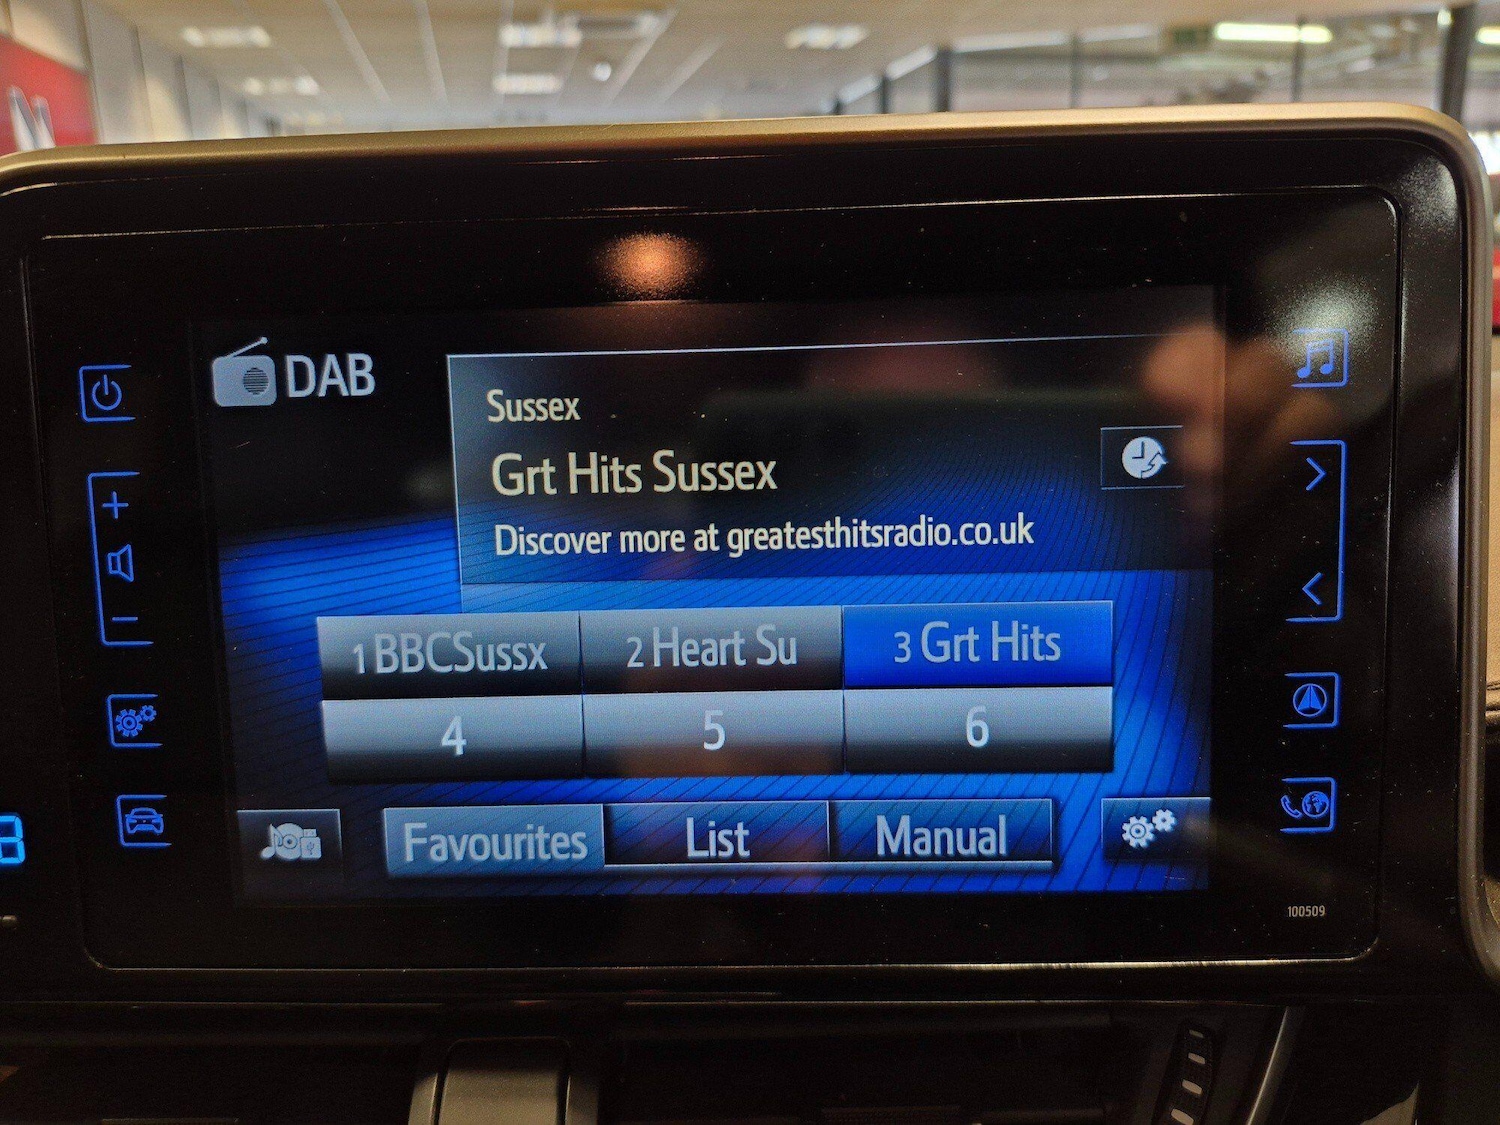 DAB
Sussex
Grt Hits Sussex
Discover more at greatesthitsradio.co.uk
1 BBCSussx
2 Heart Su
3 Grt Hits
4
5
6
Favourites
List
Manual
100509